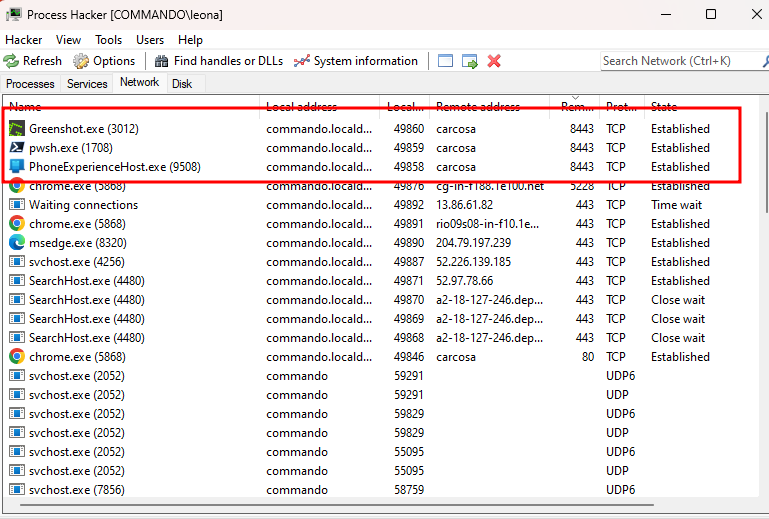 Process Hacker [COMMANDO\leona]
Hacker View Tools Users Help
Refresh Options Find handles or DLLs System information Search Network (Ctrl+K)
Processes Services Network Disk
Name Local address Local... Remote address Rem... Prot... State
Greenshot.exe (3012) commando.locald... 49860 carcosa 8443 TCP Established
pwsh.exe (1708) commando.locald... 49859 carcosa 8443 TCP Established
PhoneExperienceHost.exe (9508) commando.locald... 49858 carcosa 8443 TCP Established
chrome.exe (5868) commando.locald... 49876 cg-in-f188.1e100.net 5228 TCP Established
Waiting connections commando.locald... 49892 13.86.61.82 443 TCP Time wait
chrome.exe (5868) commando.locald... 49891 rio09s08-in-f10.1e... 443 TCP Established
msedge.exe (8320) commando.locald... 49890 204.79.197.239 443 TCP Established
svchost.exe (4256) commando.locald... 49887 52.226.139.185 443 TCP Established
SearchHost.exe (4480) commando.locald... 49871 52.97.78.66 443 TCP Established
SearchHost.exe (4480) commando.locald... 49870 a2-18-127-246.dep... 443 TCP Close wait
SearchHost.exe (4480) commando.locald... 49869 a2-18-127-246.dep... 443 TCP Close wait
SearchHost.exe (4480) commando.locald... 49868 a2-18-127-246.dep... 443 TCP Close wait
chrome.exe (5868) commando.locald... 49846 carcosa 80 TCP Established
svchost.exe (2052) commando 59291 UDP6
svchost.exe (2052) commando 59291 UDP
svchost.exe (2052) commando 59829 UDP6
svchost.exe (2052) commando 59829 UDP
svchost.exe (2052) commando 55095 UDP6
svchost.exe (2052) commando 55095 UDP
svchost.exe (7856) commando 58759 UDP6